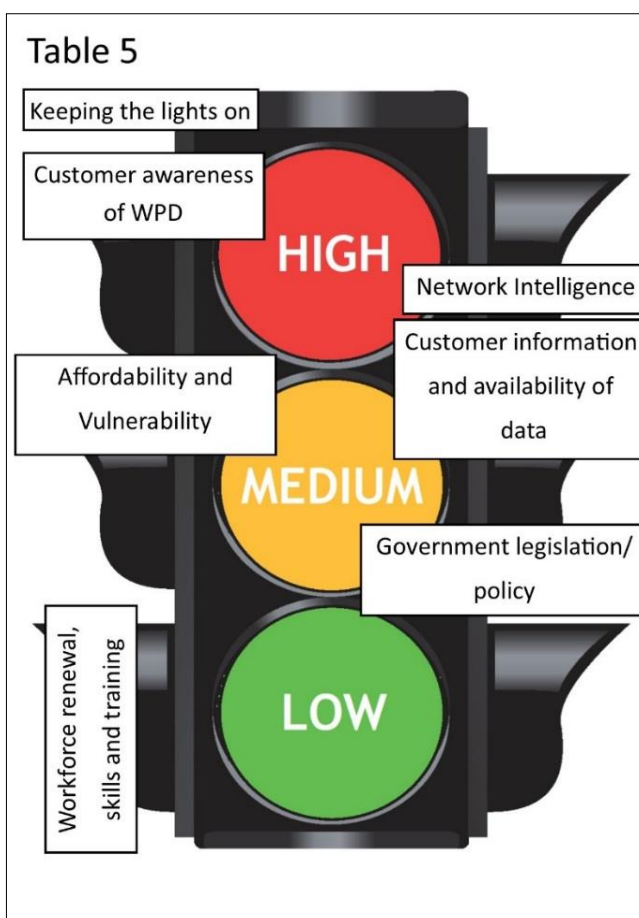 Table 5
Keeping the lights on
Customer awareness
of WPD
HIGH
Network Intelligence
Customer information
and availability of
data
Affordability and
Vulnerability
MEDIUM
Government legislation/
policy
Workforce renewal,
skills and training
LOW